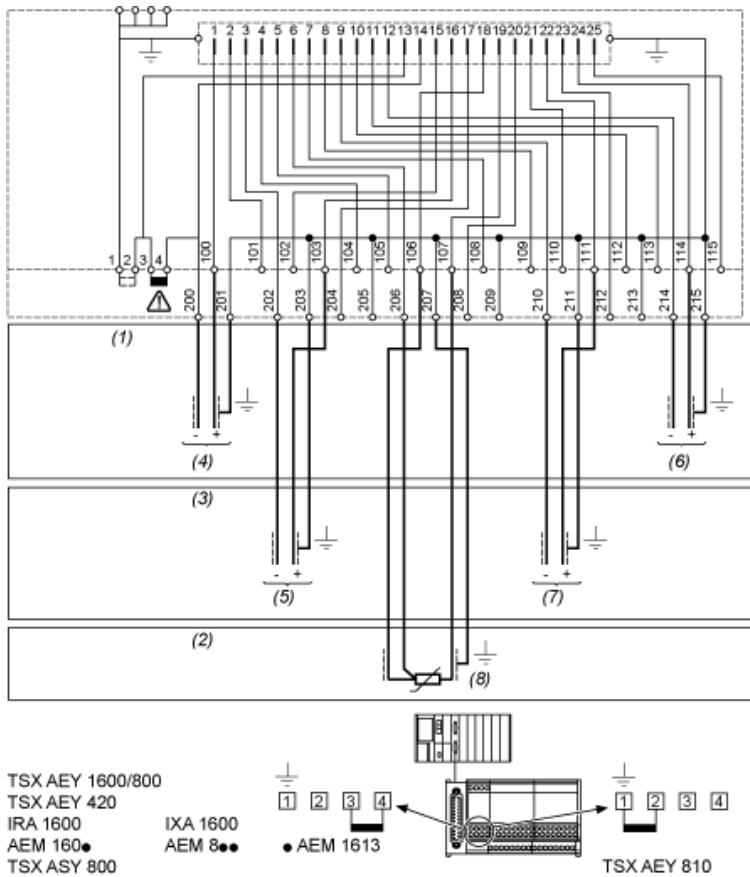 1 2 3 4 5 6 7 8 9 10 11 12 13 14 15 16 17 18 19 20 21 22 23 24 25
1 2 3 4 100 101 102 103 104 105 106 107 108 109 110 111 112 113 114 115
200 201 202 203 204 205 206 207 208 209 210 211 212 213 214 215
(1)
- +
- +
(4)
(6)
(3)
- +
- +
(5)
(7)
(2)
(8)
TSX AEY 1600/800
TSX AEY 420
IRA 1600 IXA 1600
AEM 160● AEM 8●● ● AEM 1613
TSX ASY 800
1 2 3 4
1 2 3 4
TSX AEY 810